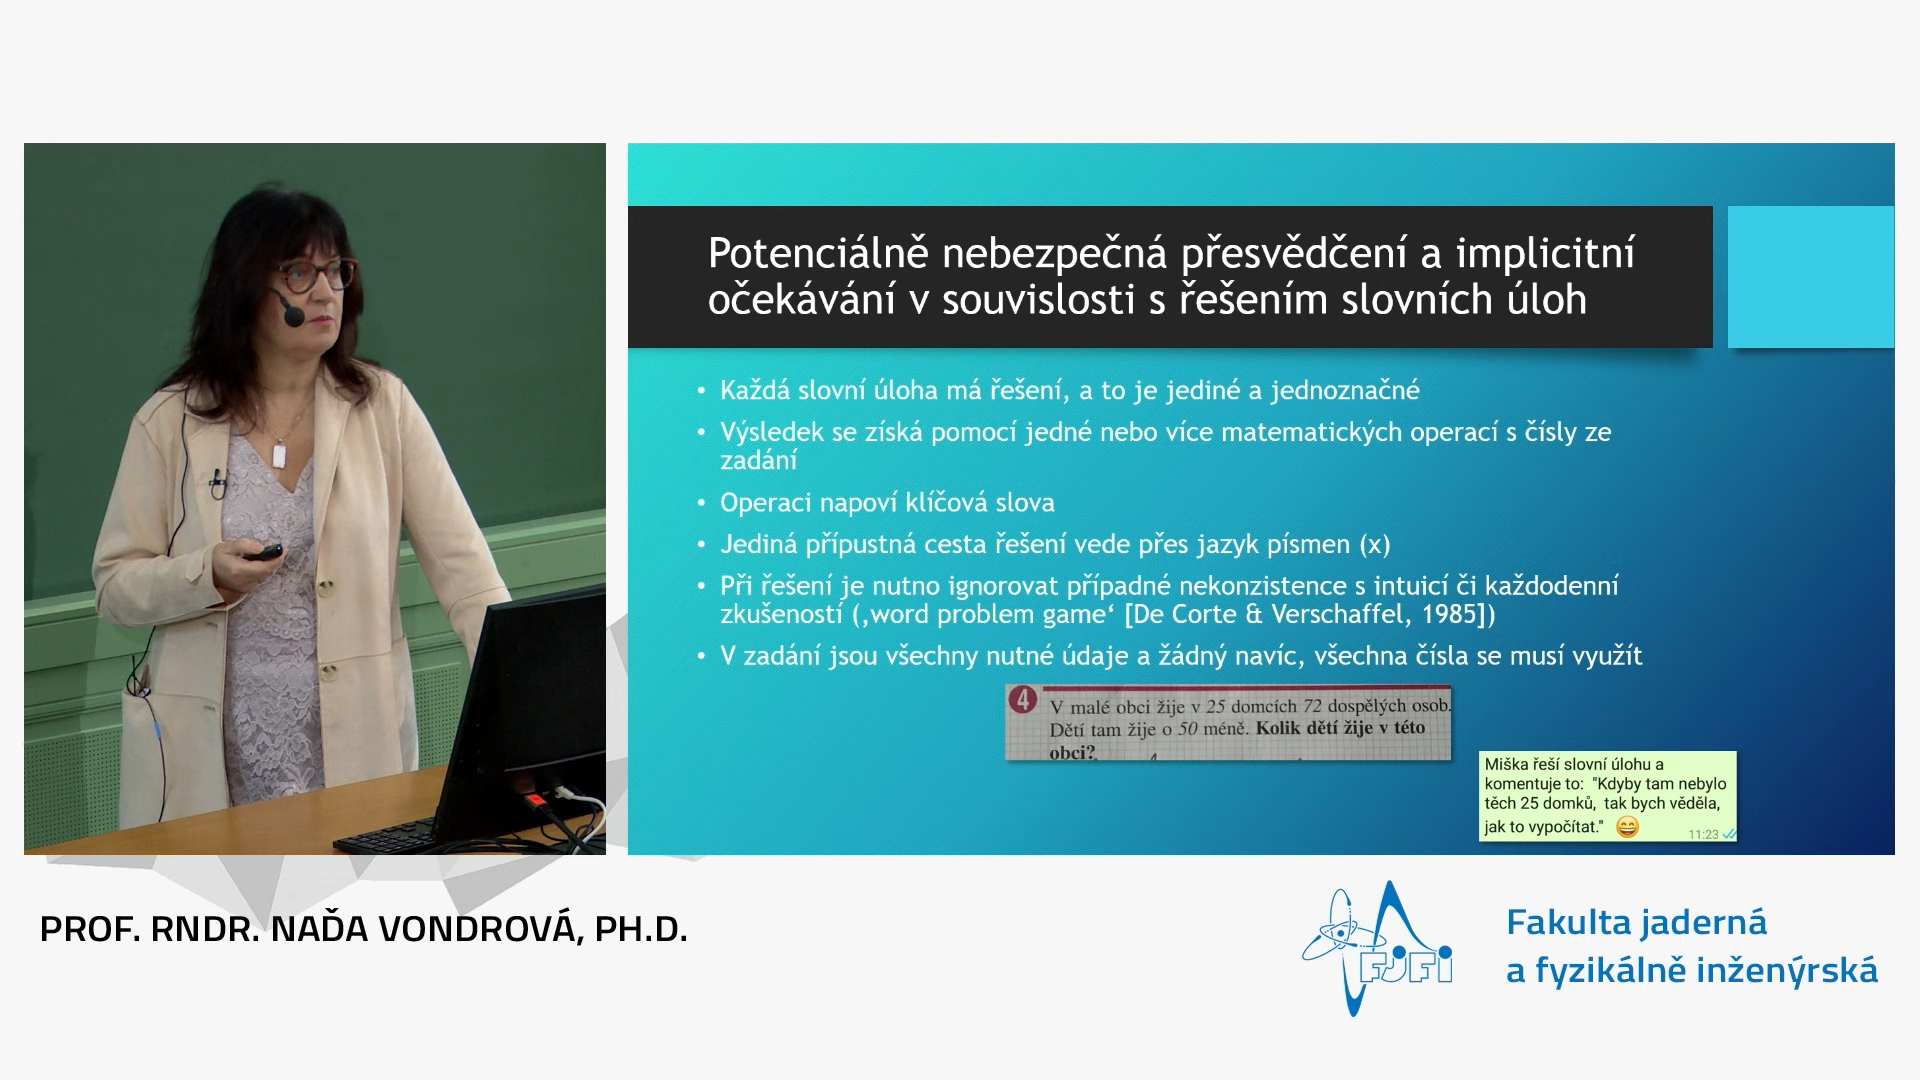 Potenciálně nebezpečná přesvědčení a implicitní
očekávání v souvislosti s řešením slovních úloh
• Každá slovní úloha má řešení, a to je jediné a jednoznačné
• Výsledek se získá pomocí jedné nebo více matematických operací s čísly ze
zadání
• Operaci napoví klíčová slova
• Jediná přípustná cesta řešení vede přes jazyk písmen (x)
• Při řešení je nutno ignorovat případné nekonzistence s intuicí či každodenní
zkušeností (‚word problem game‘ [De Corte & Verschaffel, 1985])
• V zadání jsou všechny nutné údaje a žádný navíc, všechna čísla se musí využít
4 V malé obci žije v 25 domcích 72 dospělých osob.
Dětí tam žije o 50 méně. Kolik dětí žije v této
obci?
Miška řeší slovní úlohu a
komentuje to: "Kdyby tam nebylo
těch 25 domků, tak bych věděla,
jak to vypočítat." 😄
11:23
PROF. RNDR. NAĎA VONDROVÁ, PH.D.
FJFI
Fakulta jaderná
a fyzikálně inženýrská